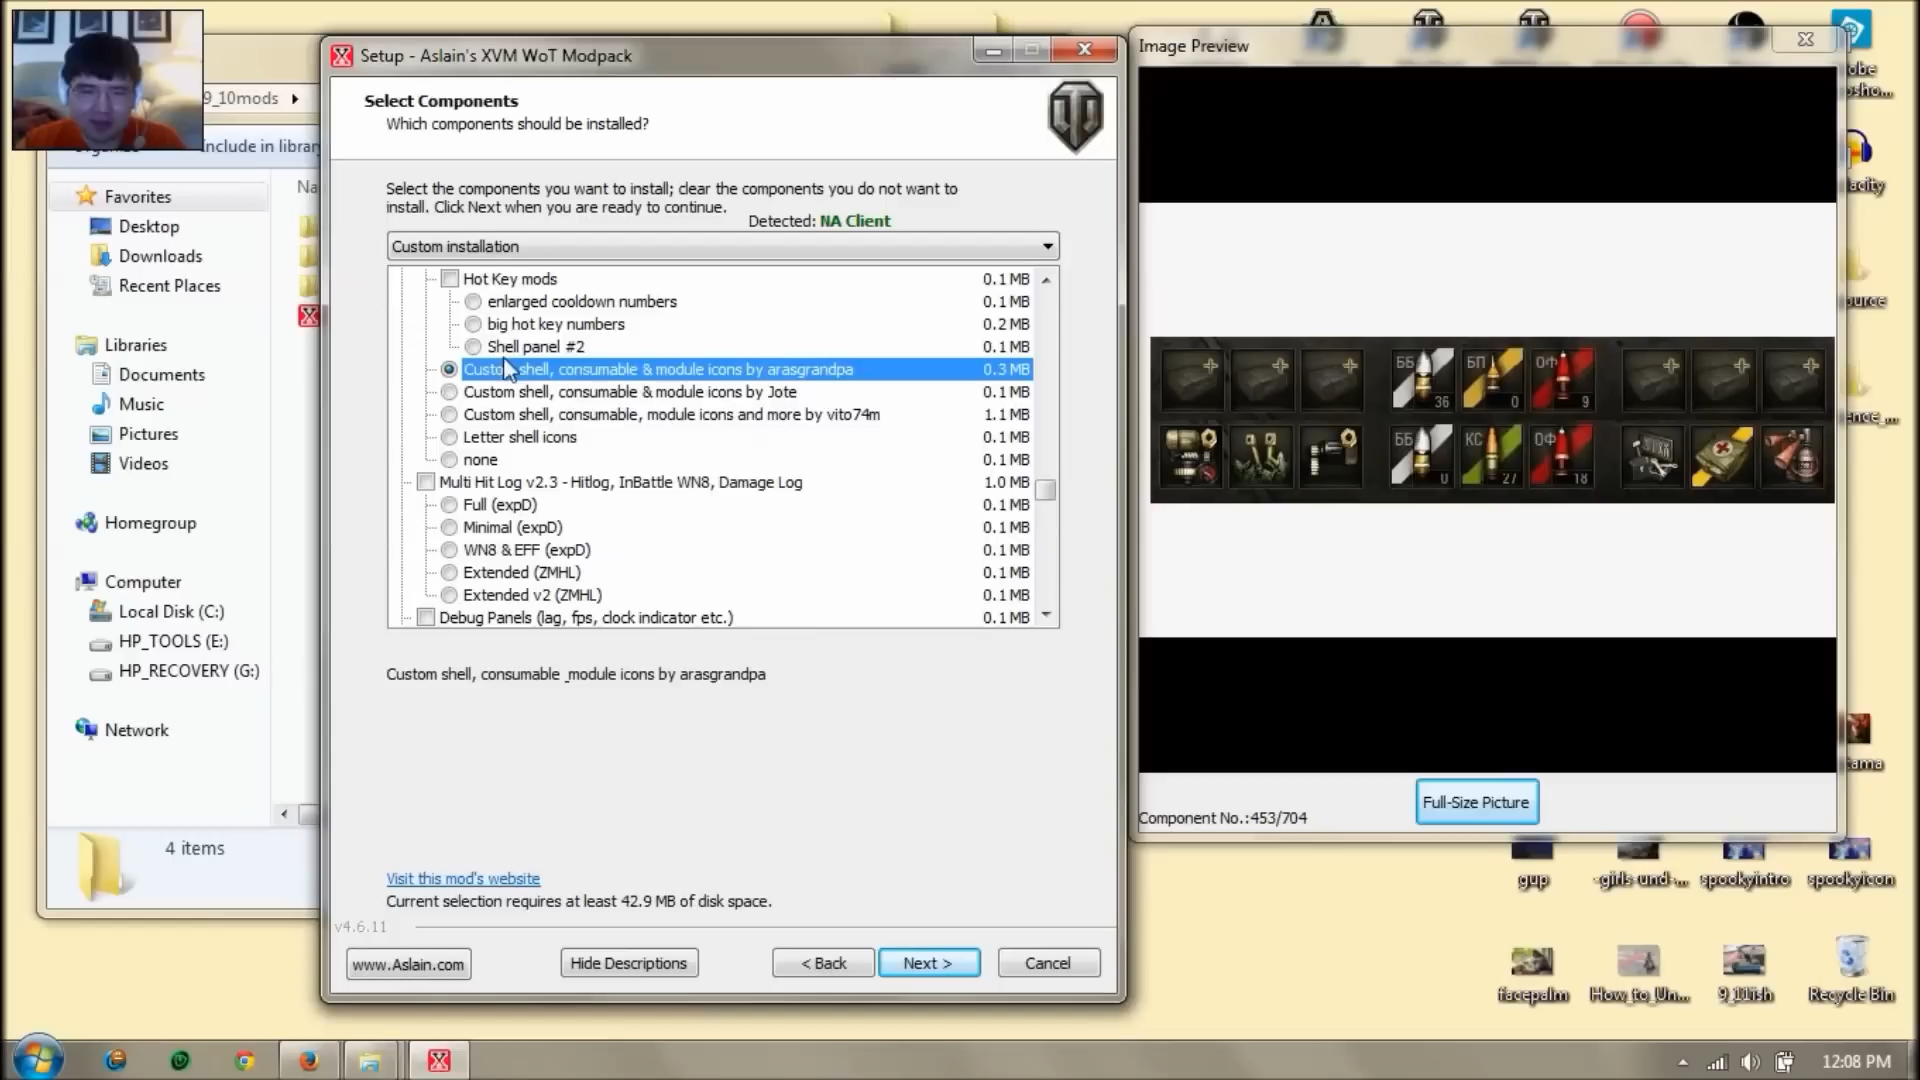 Setup - Aslain's XVM WoT Modpack
Select Components
Which components should be installed?
Select the components you want to install; clear the components you do not want to
install. Click Next when you are ready to continue.
Detected: NA Client
Custom installation
Hot Key mods 0.1 MB
enlarged cooldown numbers 0.1 MB
big hot key numbers 0.2 MB
Shell panel #2 0.1 MB
shell, consumable & module icons by arasgrandpa 0.3 MB
Custom shell, consumable & module icons by Jote 0.1 MB
Custom shell, consumable, module icons and more by vito74m 1.1 MB
Letter shell icons 0.1 MB
none 0.1 MB
Multi Hit Log v2.3 - Hitlog, InBattle WN8, Damage Log 1.0 MB
Full (expD) 0.1 MB
Minimal (expD) 0.1 MB
WN8 & EFF (expD) 0.1 MB
Extended (ZMHL) 0.1 MB
Extended v2 (ZMHL) 0.1 MB
Debug Panels (lag, fps, clock indicator etc.) 0.1 MB
Custom shell, consumable _module icons by arasgrandpa
Visit this mod's website
Current selection requires at least 42.9 MB of disk space.
v4.6.11
www.Aslain.com
Hide Descriptions
< Back
Next >
Cancel
9_10mods
Include in library
Na
Favorites
Desktop
Downloads
Recent Places
Libraries
Documents
Music
Pictures
Videos
Homegroup
Computer
Local Disk (C:)
HP_TOOLS (E:)
HP_RECOVERY (G:)
Network
4 items
Image Preview
ББ 36
БП 0
ОФ 9
ББ 0
КС 27
ОФ 18
Component No.:453/704
Full-Size Picture
gup
-girls-und-...
spookyintro
spookyicon
facepalm
How_to_Un...
9_11ish
Recycle Bin
12:08 PM